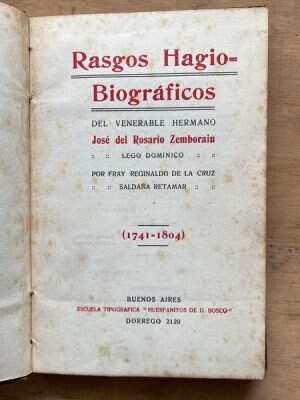 Rasgos Hagio=
Biográficos
DEL VENERABLE HERMANO
José del Rosario Zemborain
:: :: LEGO DOMINICO :: ::
POR FRAY REGINALDO DE LA CRUZ
:: :: SALDAÑA RETAMAR :: ::
(1741-1804)
BUENOS AIRES
ESCUELA TIPOGRAFICA "HUERFANITOS DE D. BOSCO"
DORREGO 2120